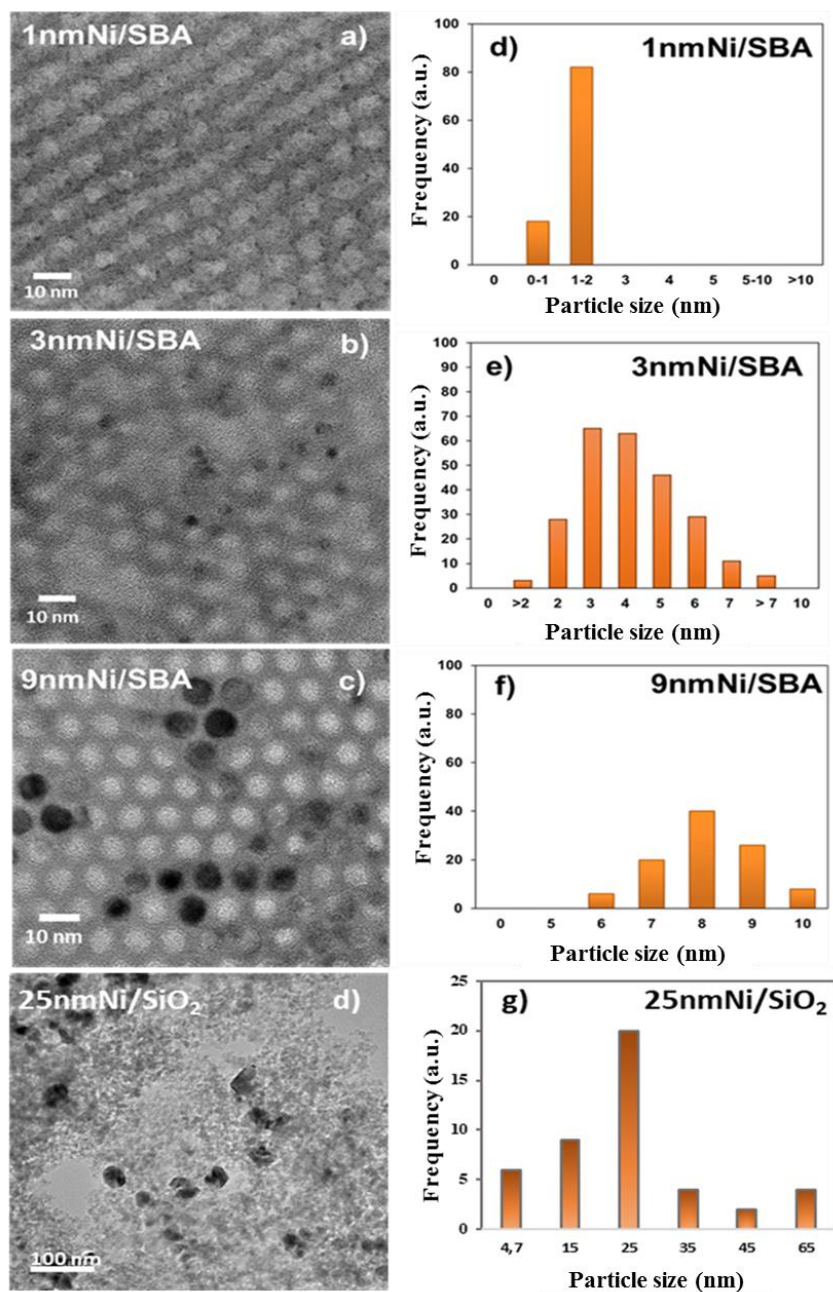 1nmNi/SBA a)
10 nm
d) 1nmNi/SBA
Frequency (a.u.)
100
80
60
40
20
0
0 0-1 1-2 3 4 5 5-10 >10
Particle size (nm)
3nmNi/SBA b)
10 nm
e) 3nmNi/SBA
Frequency (a.u.)
100
90
80
70
60
50
40
30
20
10
0
0 >2 2 3 4 5 6 7 > 7 10
Particle size (nm)
9nmNi/SBA c)
10 nm
f) 9nmNi/SBA
Frequency (a.u.)
100
80
60
40
20
0
0 5 6 7 8 9 10
Particle size (nm)
25nmNi/SiO₂ d)
100 nm
g) 25nmNi/SiO₂
Frequency (a.u.)
25
20
15
10
5
0
4,7 15 25 35 45 65
Particle size (nm)